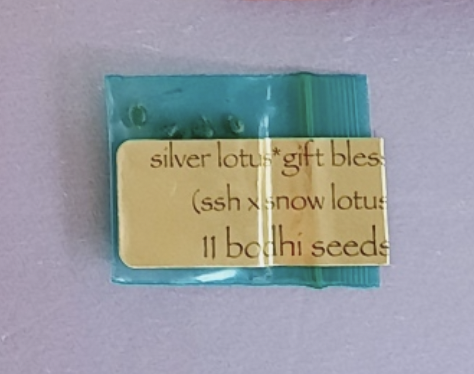 silver lotus*gift bless
(ssh x snow lotus
11 bodhi seeds